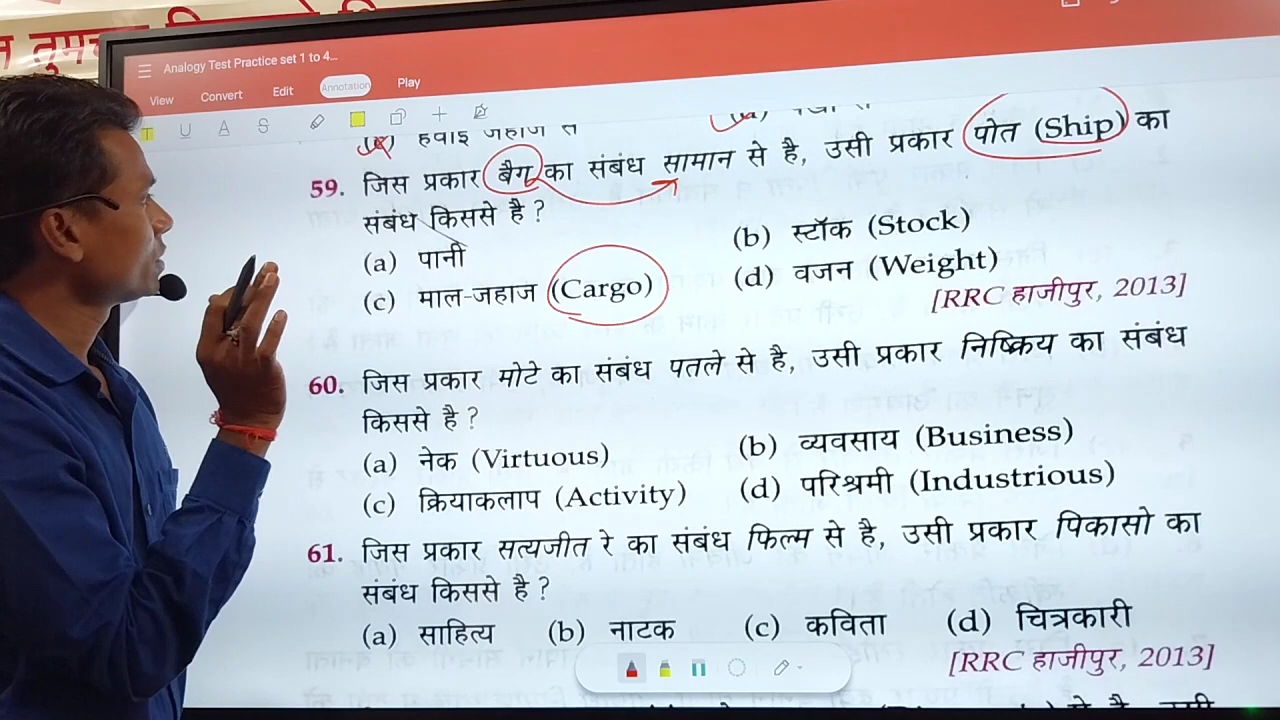 तुमच
Analogy Test Practice set 1 to 4...
View Convert Edit Annotation Play
T U A S
हवाई जहाज से
59. जिस प्रकार बैग का संबंध सामान से है, उसी प्रकार पोत (Ship) का
संबंध किससे है?
(a) पानी (b) स्टॉक (Stock)
(c) माल-जहाज (Cargo) (d) वजन (Weight)
[RRC हाजीपुर, 2013]
60. जिस प्रकार मोटे का संबंध पतले से है, उसी प्रकार निष्क्रिय का संबंध
किससे है?
(a) नेक (Virtuous) (b) व्यवसाय (Business)
(c) क्रियाकलाप (Activity) (d) परिश्रमी (Industrious)
61. जिस प्रकार सत्यजीत रे का संबंध फिल्म से है, उसी प्रकार पिकासो का
संबंध किससे है?
(a) साहित्य (b) नाटक (c) कविता (d) चित्रकारी
[RRC हाजीपुर, 2013]